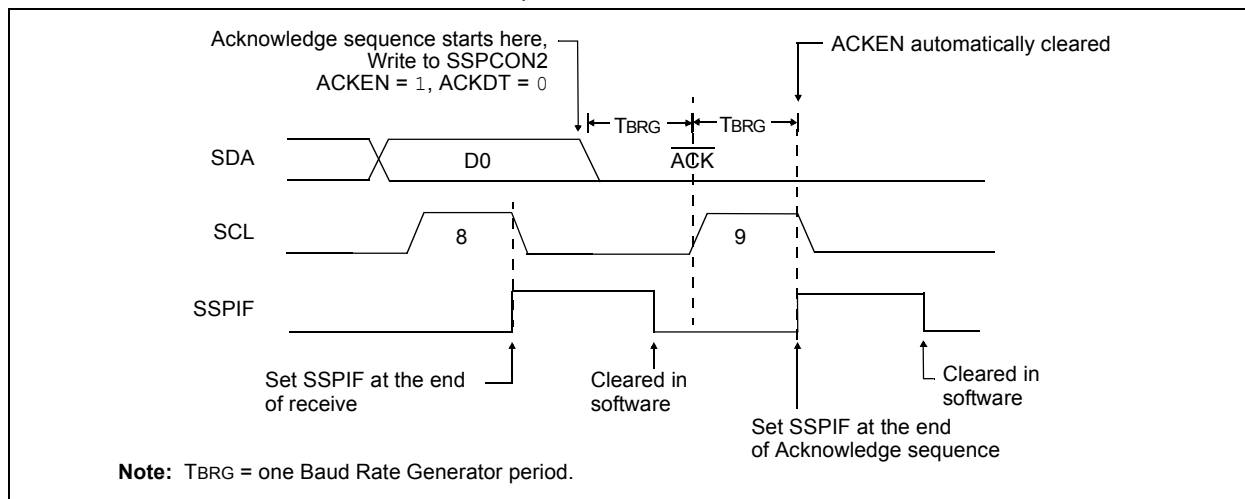 Acknowledge sequence starts here,
Write to SSPCON2
ACKEN = 1, ACKDT = 0
ACKEN automatically cleared
TBRG
TBRG
SDA
D0
ACK
SCL
8
9
SSPIF
Set SSPIF at the end
of receive
Cleared in
software
Set SSPIF at the end
of Acknowledge sequence
Cleared in
software
Note: TBRG = one Baud Rate Generator period.